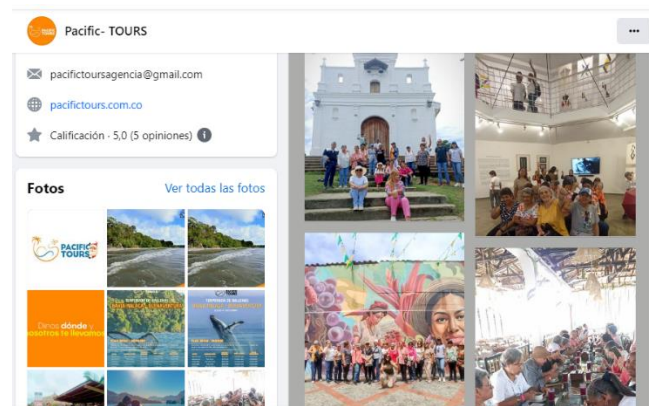 Pacific- TOURS
pacifictoursagencia@gmail.com
pacifictours.com.co
Calificación · 5,0 (5 opiniones)
Fotos
Ver todas las fotos
PACIFIC
TOURS
Dinos dónde y
nosotras te llevamos